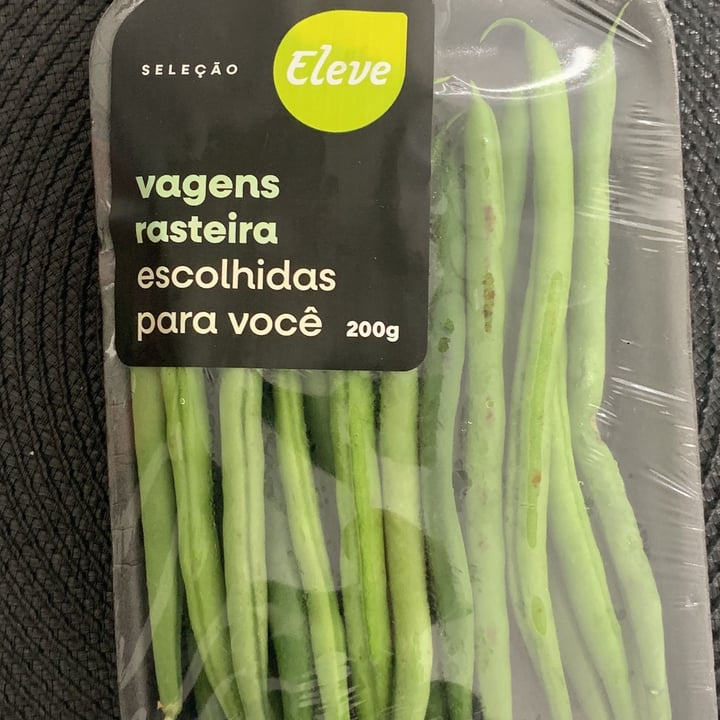 SELEÇÃO
Eleve
vagens
rasteira
escolhidas
para você 200g